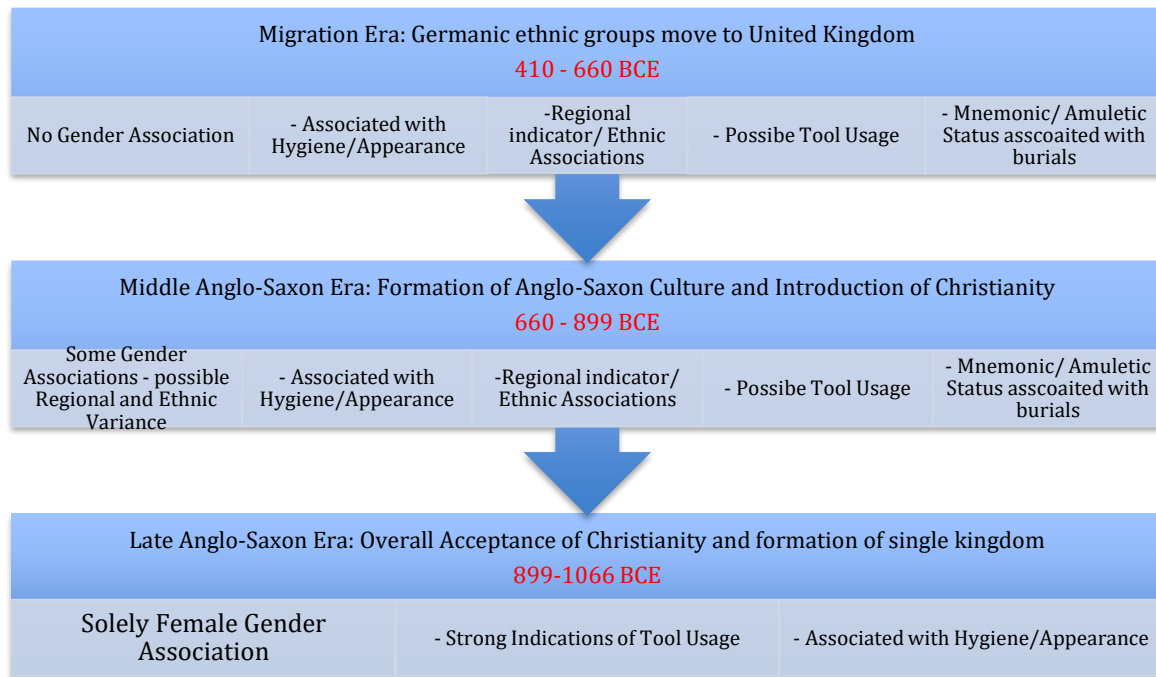 Migration Era: Germanic ethnic groups move to United Kingdom
410 - 660 BCE
No Gender Association
- Associated with
Hygiene/Appearance
-Regional
indicator/ Ethnic
Associations
- Possibe Tool Usage
- Mnemonic/ Amuletic
Status asscoaited with
burials
Middle Anglo-Saxon Era: Formation of Anglo-Saxon Culture and Introduction of Christianity
660 - 899 BCE
Some Gender
Associations - possible
Regional and Ethnic
Variance
- Associated with
Hygiene/Appearance
-Regional indicator/
Ethnic Associations
- Possibe Tool Usage
- Mnemonic/ Amuletic
Status asscoaited with
burials
Late Anglo-Saxon Era: Overall Acceptance of Christianity and formation of single kingdom
899-1066 BCE
Solely Female Gender
Association
- Strong Indications of Tool Usage
- Associated with Hygiene/Appearance